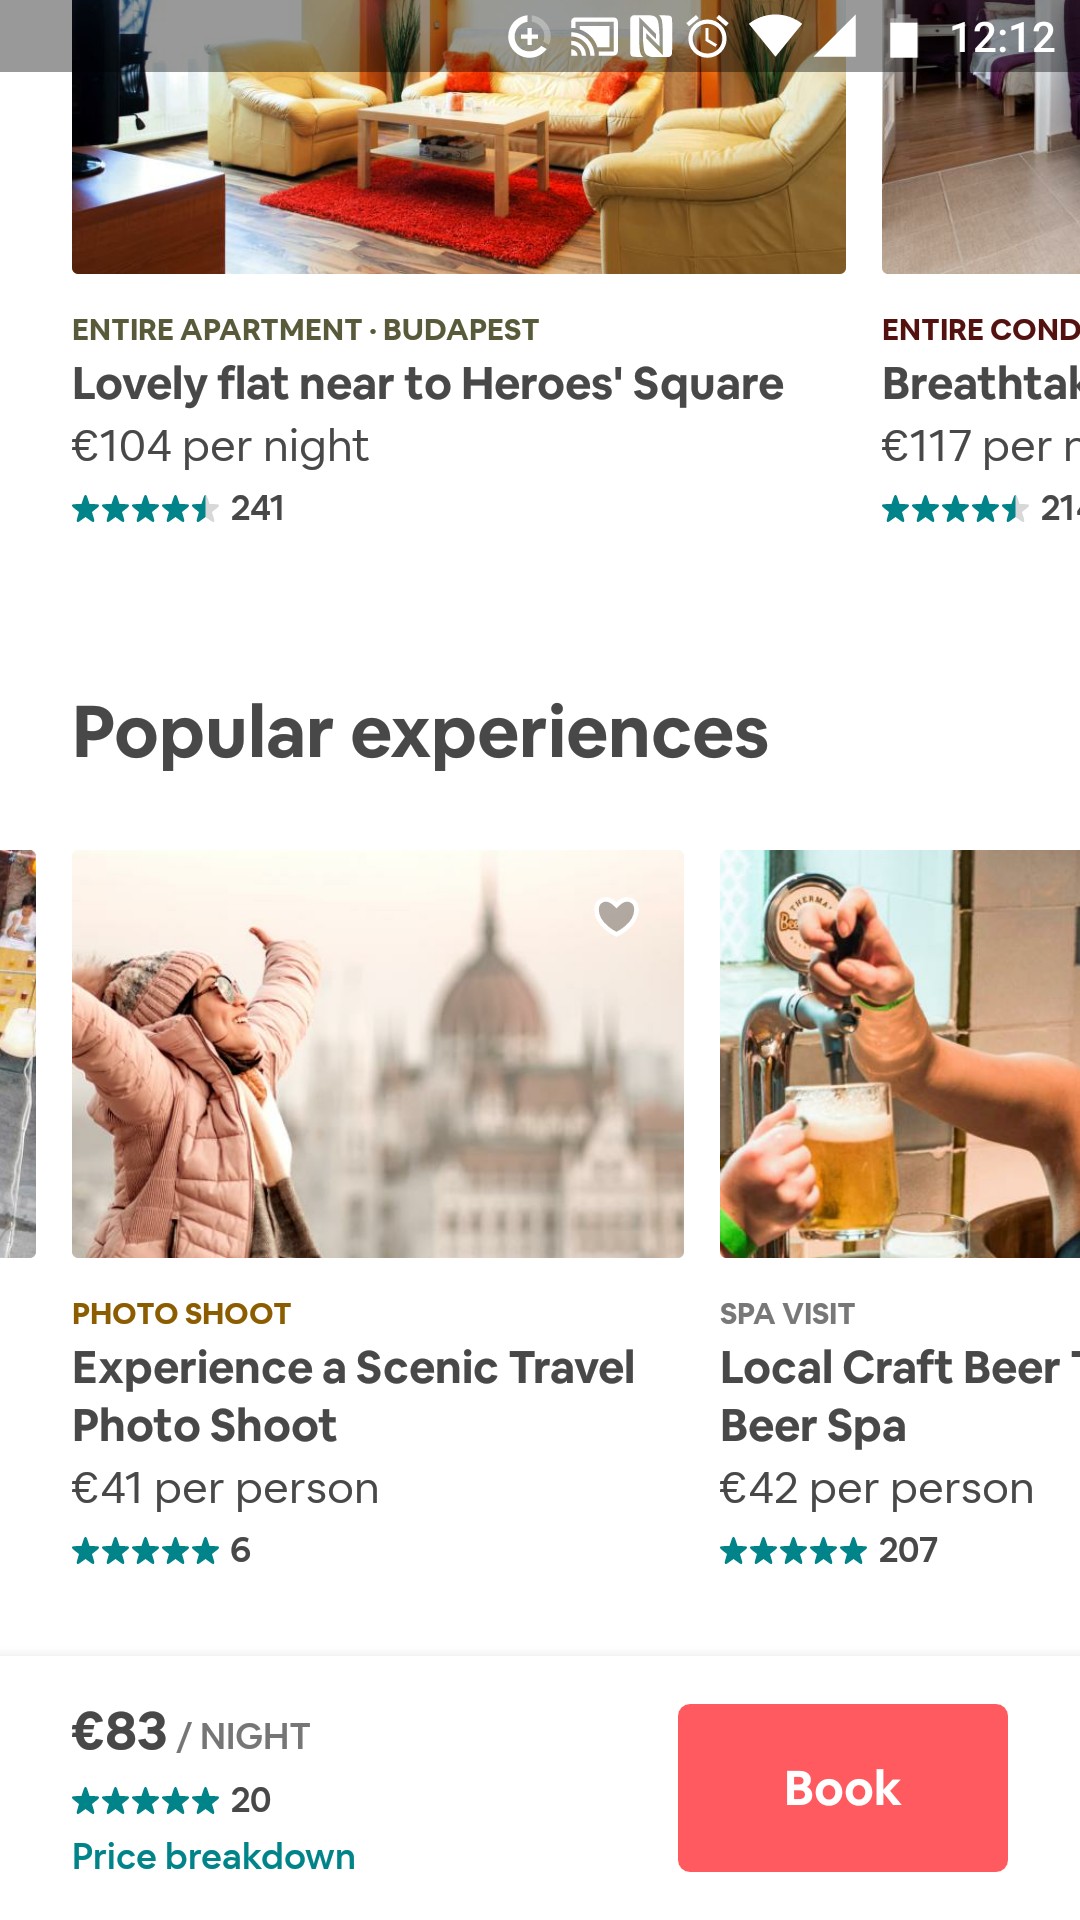 12:12
ENTIRE APARTMENT · BUDAPEST
Lovely flat near to Heroes' Square
€104 per night
241
ENTIRE COND
Breathtak
€117 per
214
Popular experiences
THERMA
PHOTO SHOOT
Experience a Scenic Travel
Photo Shoot
€41 per person
6
SPA VISIT
Local Craft Beer
Beer Spa
€42 per person
207
€83 / NIGHT
20
Price breakdown
Book